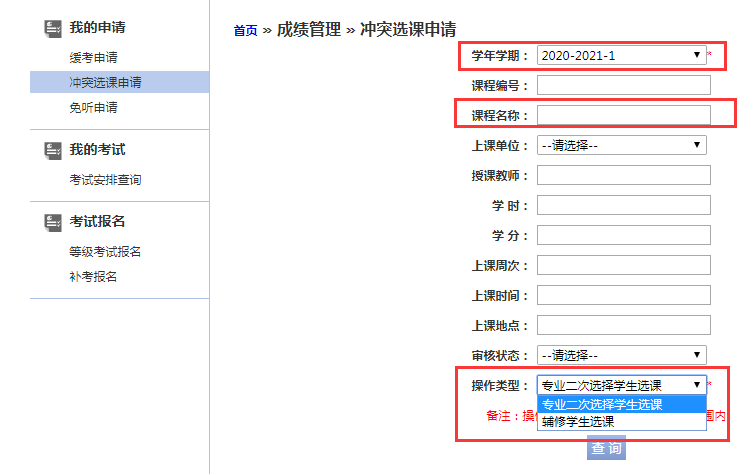 我的申请
缓考申请
冲突选课申请
免听申请
我的考试
考试安排查询
考试报名
等级考试报名
补考报名
首页 » 成绩管理 » 冲突选课申请
学年学期： 2020-2021-1 *
课程编号：
课程名称：
上课单位： --请选择--
授课教师：
学 时：
学 分：
上课周次：
上课时间：
上课地点：
审核状态： --请选择--
操作类型： 专业二次选择学生选课 *
专业二次选择学生选课
备注：操 围内
辅修学生选课
查 询